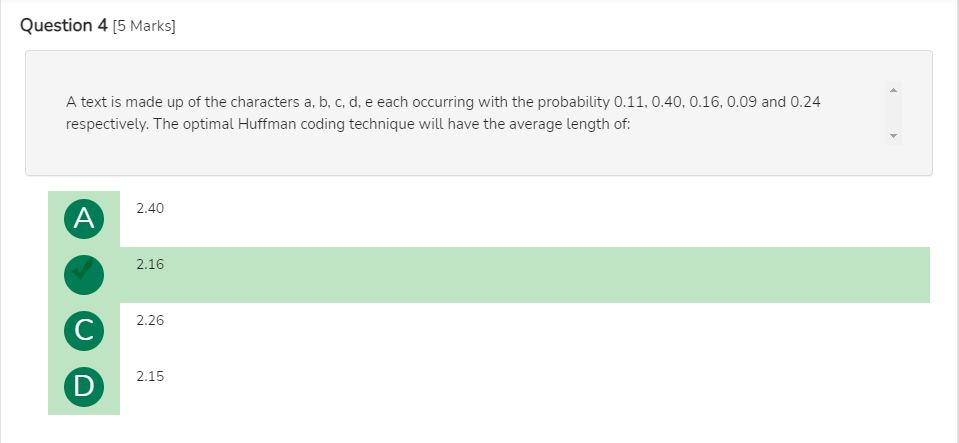 Question 4 [5 Marks]
A text is made up of the characters a, b, c, d, e each occurring with the probability 0.11, 0.40, 0.16, 0.09 and 0.24
respectively. The optimal Huffman coding technique will have the average length of:
A 2.40
2.16
C 2.26
D 2.15